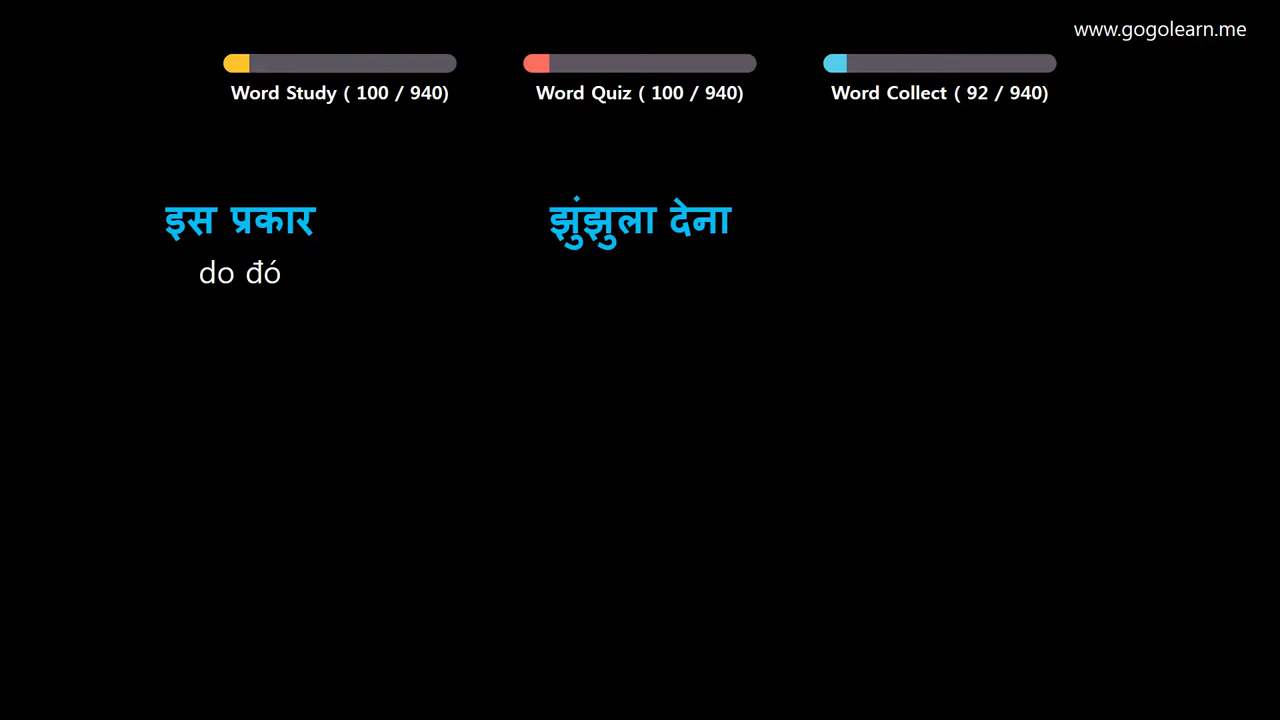 www.gogolearn.me
Word Study ( 100 / 940)
Word Quiz ( 100 / 940)
Word Collect ( 92 / 940)
इस प्रकार
do đó
झुंझुला देना